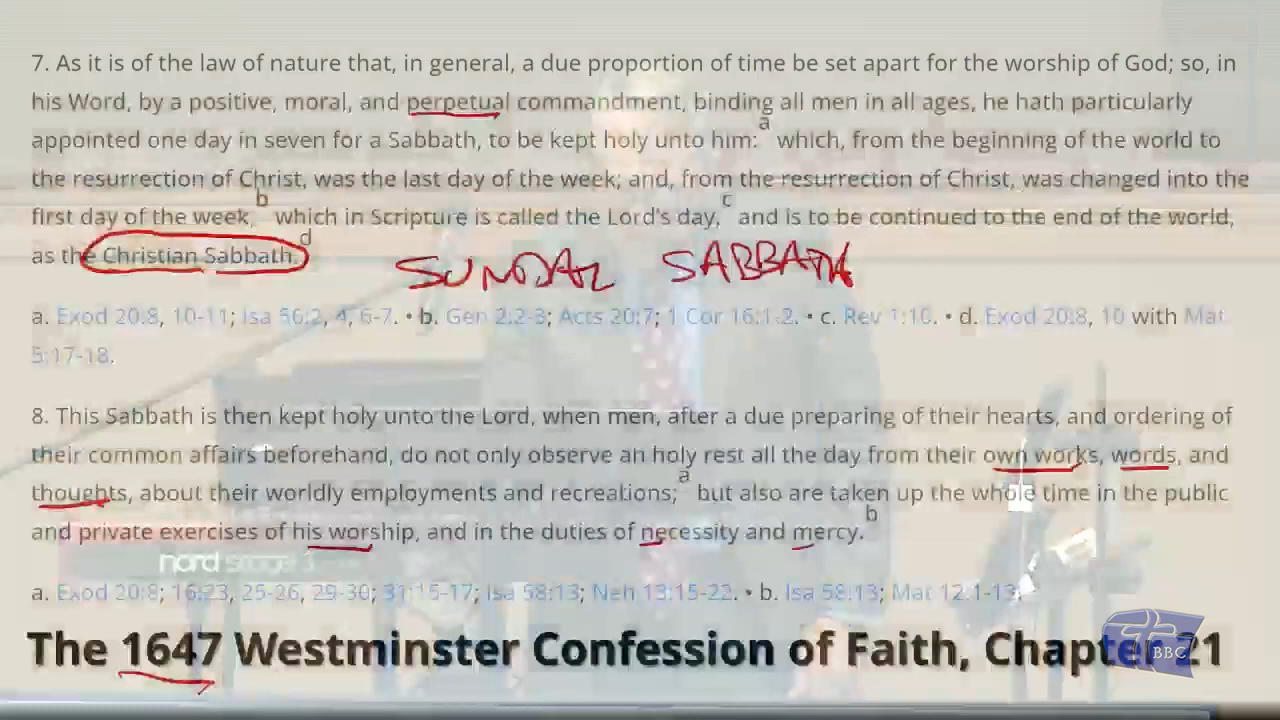 7. As it is of the law of nature that, in general, a due proportion of time be set apart for the worship of God; so, in
his Word, by a positive, moral, and perpetual commandment, binding all men in all ages, he hath particularly
appointed one day in seven for a Sabbath, to be kept holy unto him:a which, from the beginning of the world to
the resurrection of Christ, was the last day of the week; and, from the resurrection of Christ, was changed into the
first day of the week,b which in Scripture is called the Lord's day,c and is to be continued to the end of the world,
as the Christian Sabbath.d
SUNDAY SABBATH
a. Exod 20:8, 10-11; Isa 56:2, 4, 6-7. • b. Gen 2:2-3; Acts 20:7; 1 Cor 16:1-2. • c. Rev 1:10. • d. Exod 20:8, 10 with Mat
5:17-18.
8. This Sabbath is then kept holy unto the Lord, when men, after a due preparing of their hearts, and ordering of
their common affairs beforehand, do not only observe an holy rest all the day from their own works, words, and
thoughts, about their worldly employments and recreations;a but also are taken up the whole time in the public
and private exercises of his worship, and in the duties of necessity and mercy.b
nord stage 3
a. Exod 20:8; 16:23, 25-26, 29-30; 31:15-17; Isa 58:13; Neh 13:15-22. • b. Isa 58:13; Mat 12:1-13.
The 1647 Westminster Confession of Faith, Chapter 21
BBC